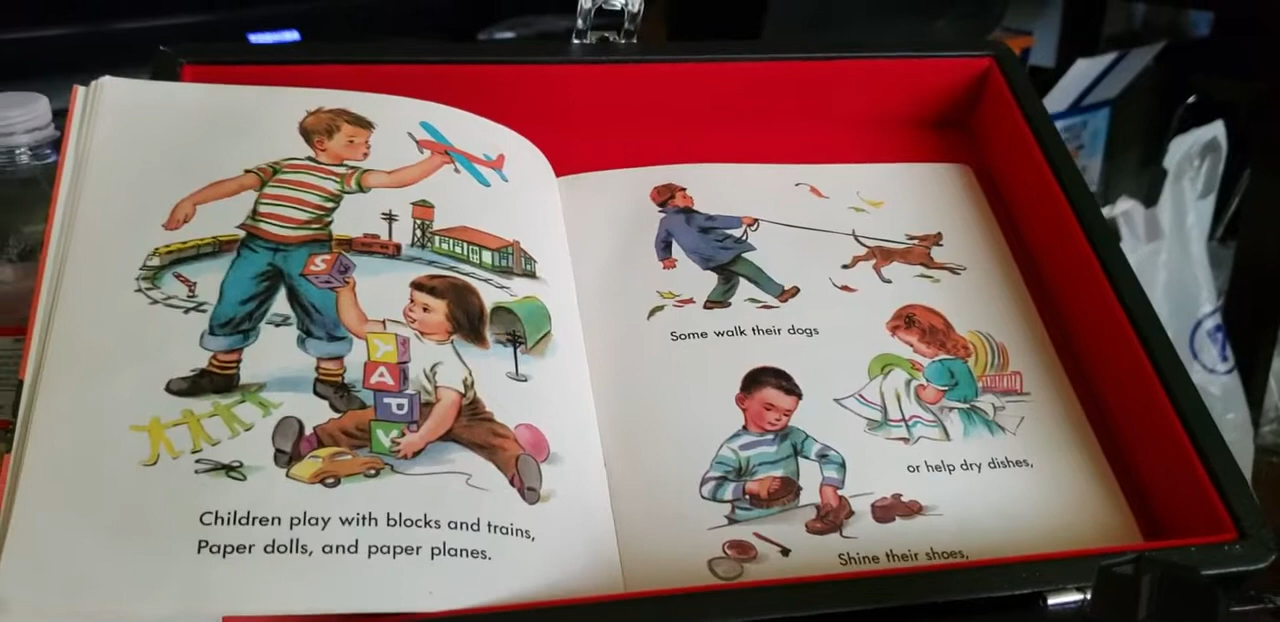 TOSHIBA
S
Y
A
P
V
Children play with blocks and trains,
Paper dolls, and paper planes.
Some walk their dogs
or help dry dishes,
Shine their shoes,